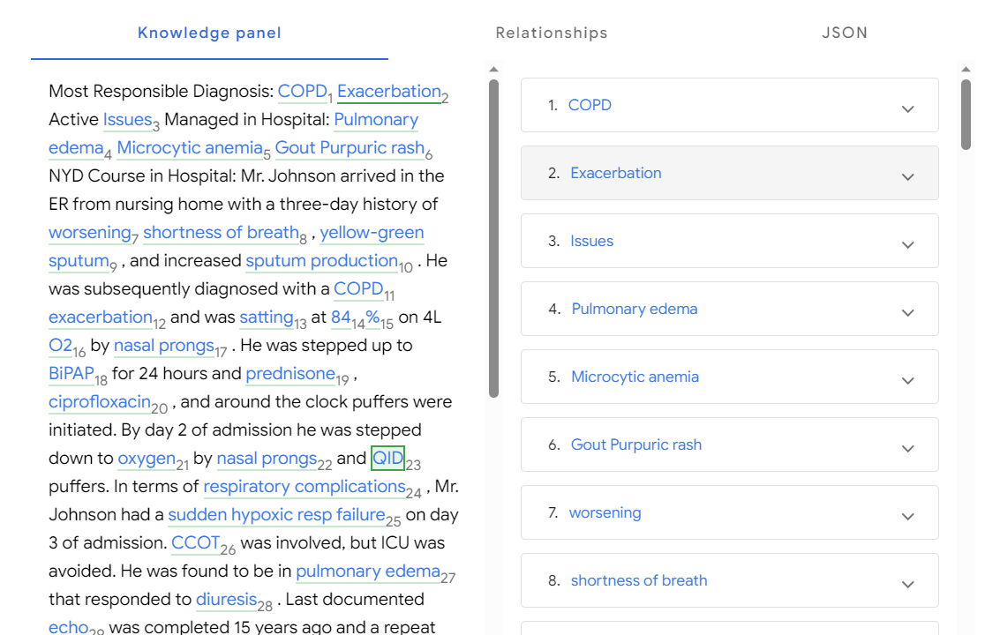 Knowledge panel
Relationships
JSON
Most Responsible Diagnosis: COPD1 Exacerbation2
Active Issues3 Managed in Hospital: Pulmonary
edema4 Microcytic anemia5 Gout Purpuric rash6
NYD Course in Hospital: Mr. Johnson arrived in the
ER from nursing home with a three-day history of
worsening7 shortness of breath8 , yellow-green
sputum9 , and increased sputum production10 . He
was subsequently diagnosed with a COPD11
exacerbation12 and was satting13 at 8414%15 on 4L
O216 by nasal prongs17 . He was stepped up to
BiPAP18 for 24 hours and prednisone19 ,
ciprofloxacin20 , and around the clock puffers were
initiated. By day 2 of admission he was stepped
down to oxygen21 by nasal prongs22 and QID23
puffers. In terms of respiratory complications24 , Mr.
Johnson had a sudden hypoxic resp failure25 on day
3 of admission. CCOT26 was involved, but ICU was
avoided. He was found to be in pulmonary edema27
that responded to diuresis28 . Last documented
echo29 was completed 15 years ago and a repeat
1. COPD
2. Exacerbation
3. Issues
4. Pulmonary edema
5. Microcytic anemia
6. Gout Purpuric rash
7. worsening
8. shortness of breath